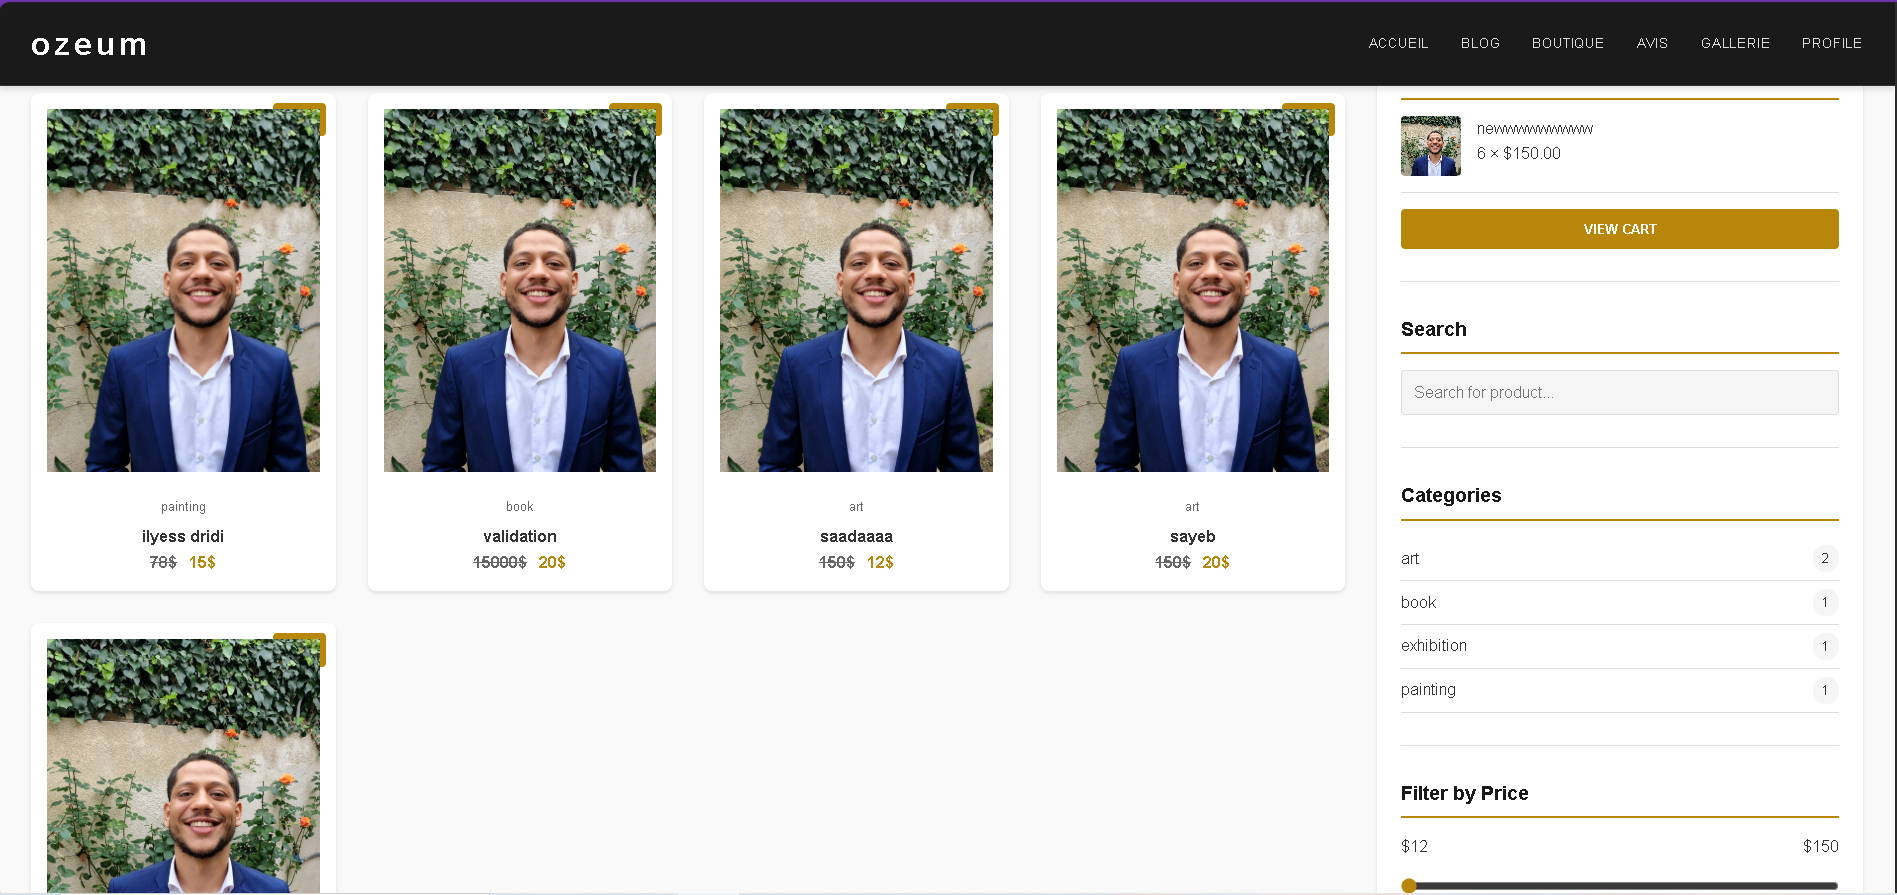 ozeum
ACCUEIL BLOG BOUTIQUE AVIS GALLERIE PROFILE
painting
ilyess dridi
78$ 15$
book
validation
15000$ 20$
art
saadaaaa
150$ 12$
art
sayeb
150$ 20$
newwwwwwwww
6 × $150.00
VIEW CART
Search
Search for product...
Categories
art 2
book 1
exhibition 1
painting 1
Filter by Price
$12 $150